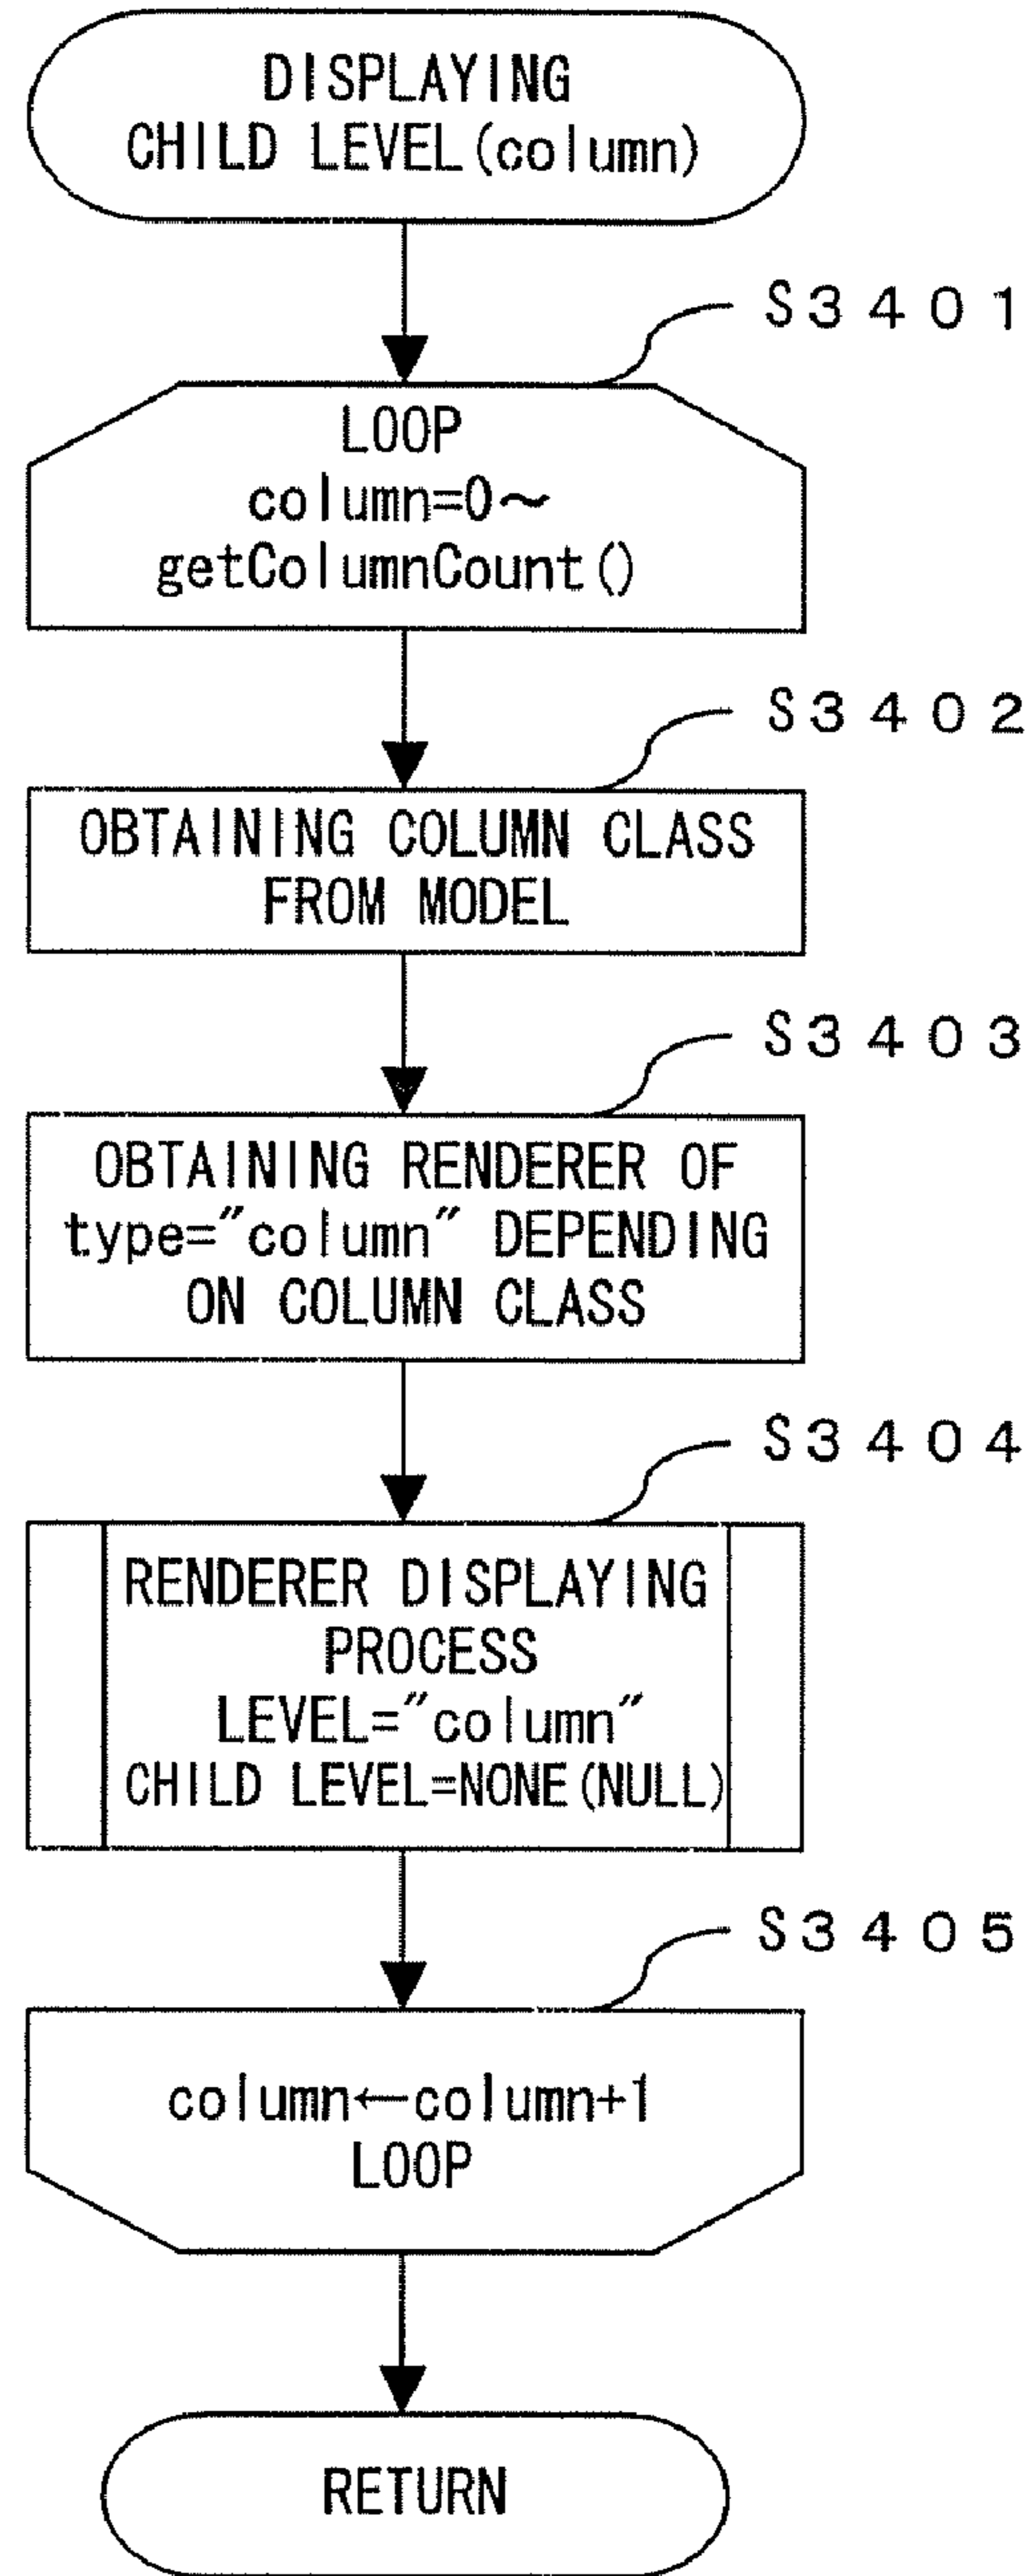 DISPLAYING
CHILD LEVEL(column)
S3401
LOOP
column=0～
getColumnCount()
S3402
OBTAINING COLUMN CLASS
FROM MODEL
S3403
OBTAINING RENDERER OF
type="column" DEPENDING
ON COLUMN CLASS
S3404
RENDERER DISPLAYING
PROCESS
LEVEL="column"
CHILD LEVEL=NONE(NULL)
S3405
column←column+1
LOOP
RETURN